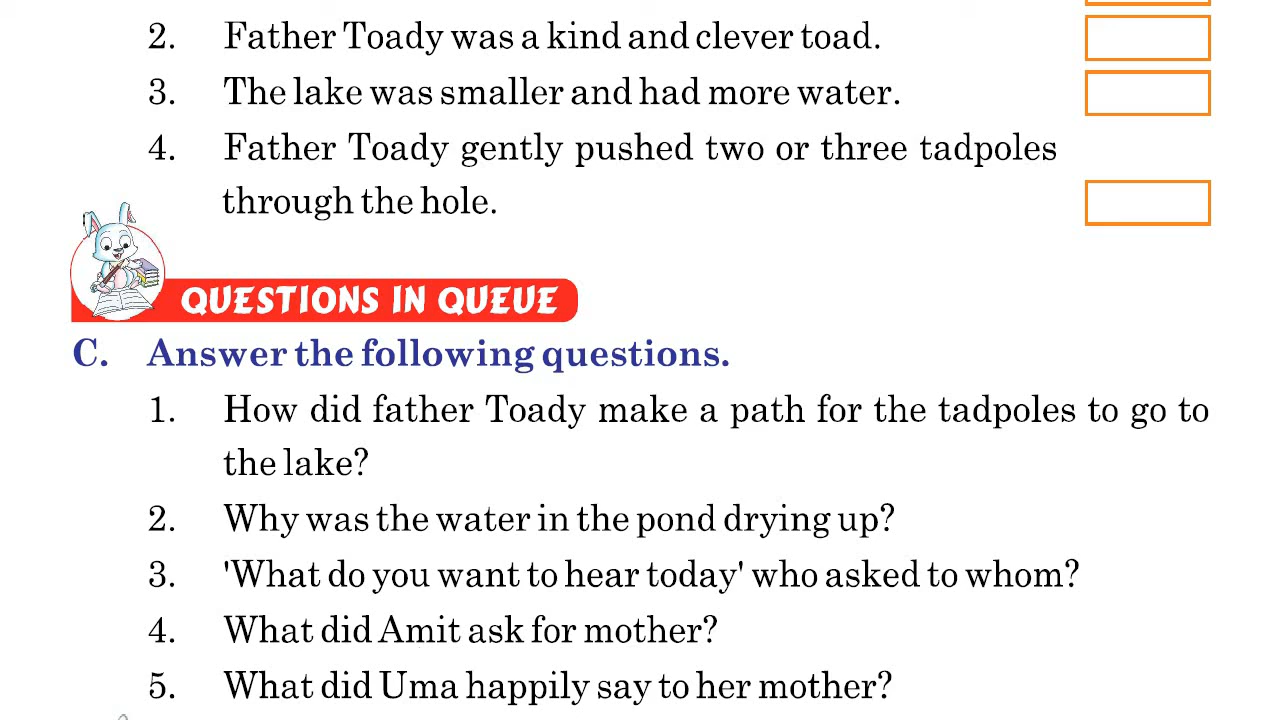 2. Father Toady was a kind and clever toad.
3. The lake was smaller and had more water.
4. Father Toady gently pushed two or three tadpoles
through the hole.
QUESTIONS IN QUEUE
C. Answer the following questions.
1. How did father Toady make a path for the tadpoles to go to
the lake?
2. Why was the water in the pond drying up?
3. 'What do you want to hear today' who asked to whom?
4. What did Amit ask for mother?
5. What did Uma happily say to her mother?